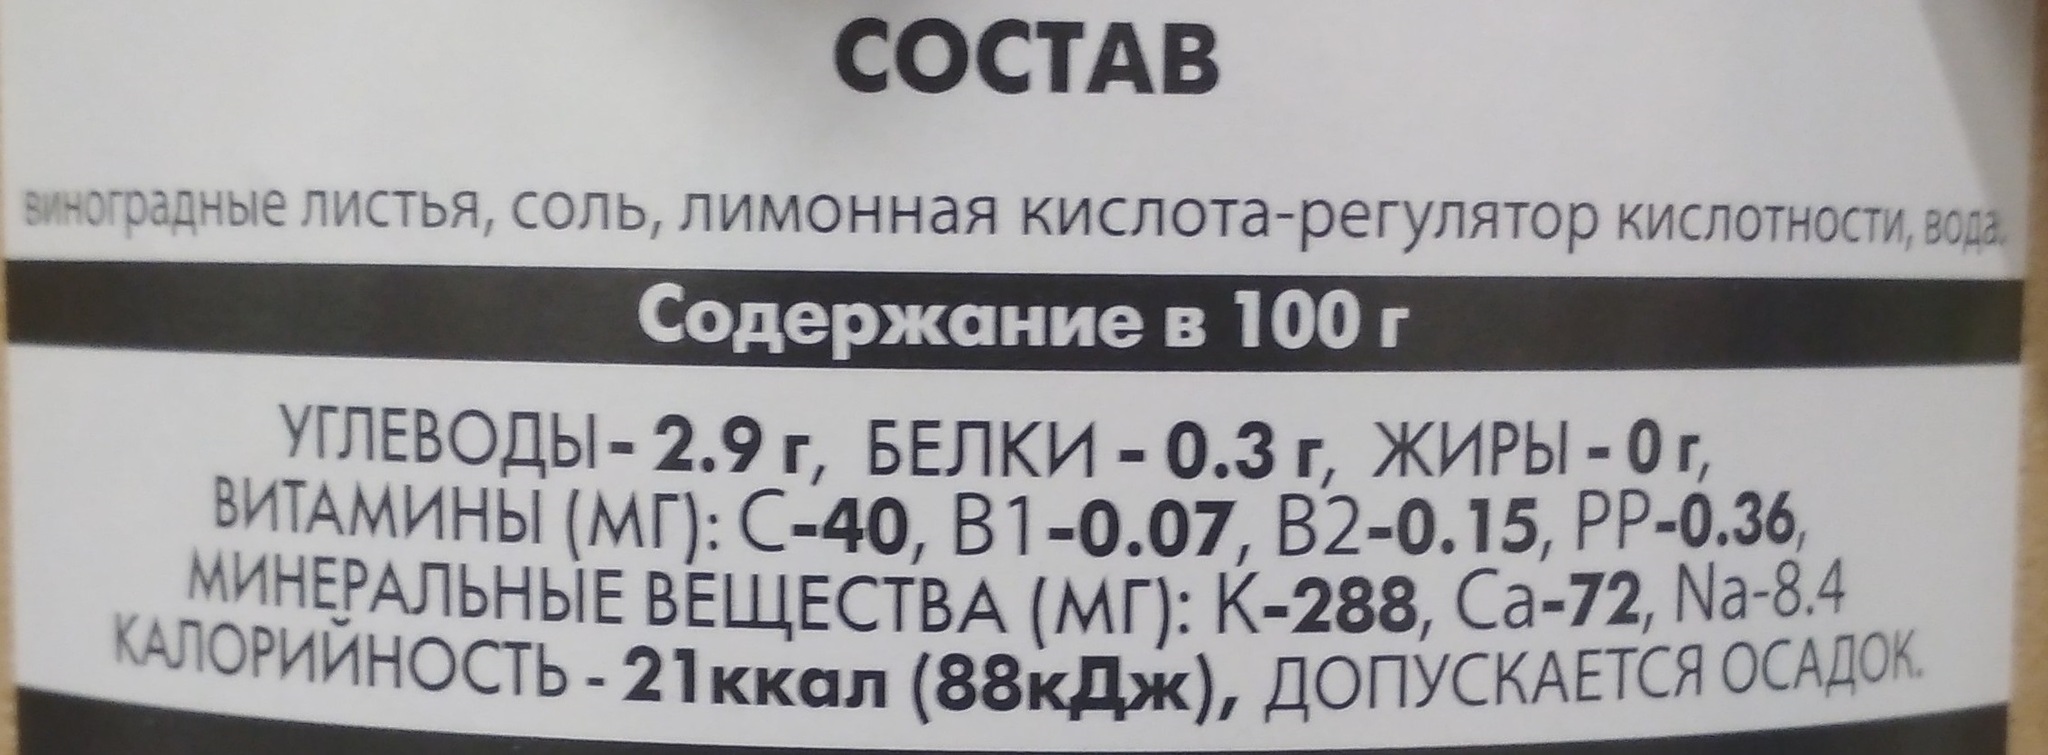 СОСТАВ
виноградные листья, соль, лимонная кислота-регулятор кислотности, вода.
Содержание в 100 г
УГЛЕВОДЫ- 2.9 г, БЕЛКИ - 0.3 г, ЖИРЫ - 0 г,
ВИТАМИНЫ (МГ): С-40, В1-0.07, В2-0.15, РР-0.36,
МИНЕРАЛЬНЫЕ ВЕЩЕСТВА (МГ): К-288, Ca-72, Na-8.4
КАЛОРИЙНОСТЬ - 21ккал (88кДж), ДОПУСКАЕТСЯ ОСАДОК.